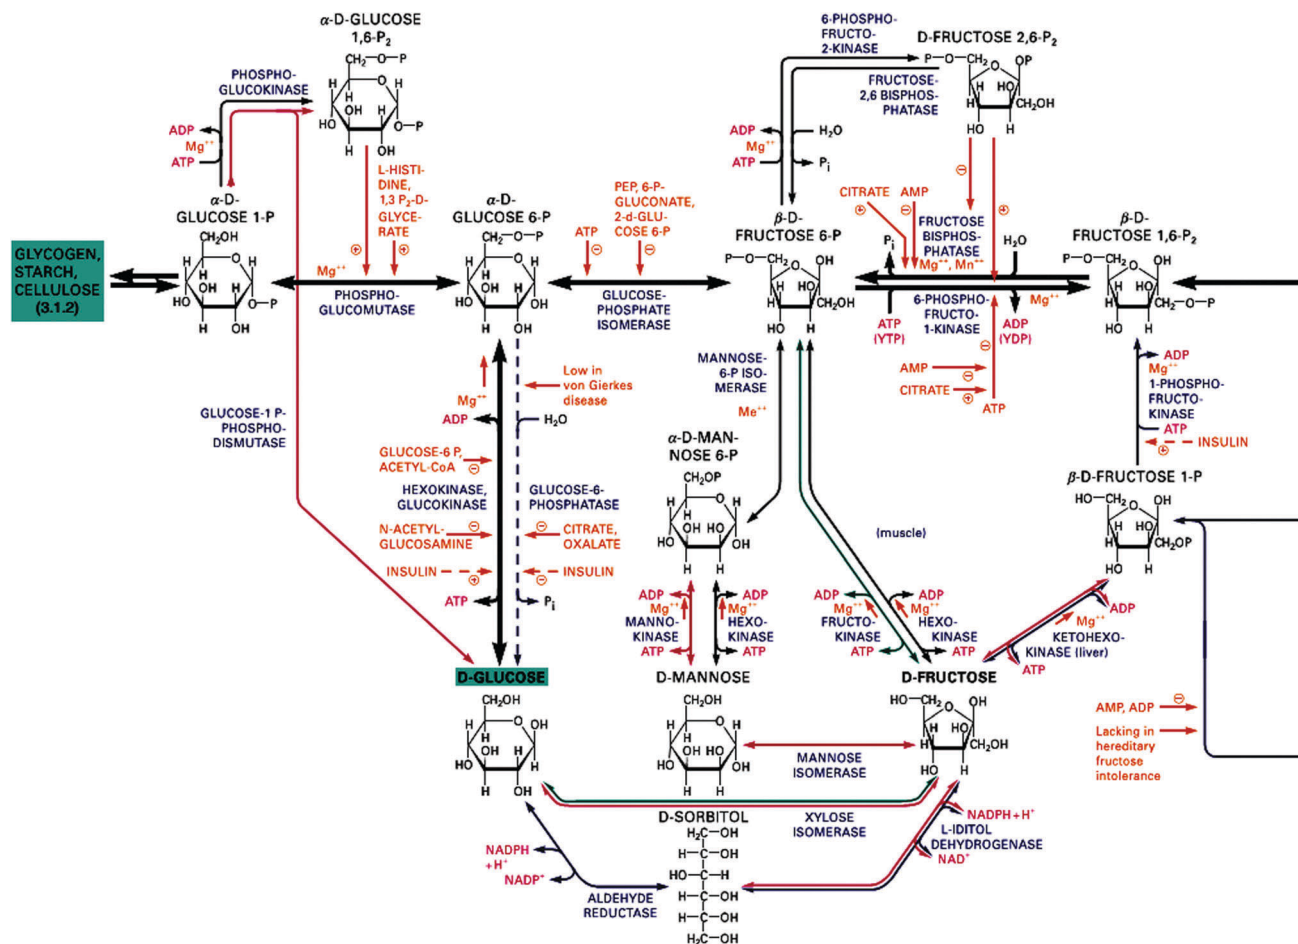 α-D-GLUCOSE
1,6-P₂
6-PHOSPHO-
FRUCTO-
2-KINASE
D-FRUCTOSE 2,6-P₂
PHOSPHO-
GLUCOKINASE
FRUCTOSE-
2,6 BISPHOS-
PHATASE
ADP
Mg⁺⁺
ATP
ADP
Mg⁺⁺
ATP
H₂O
Pᵢ
α-D-
GLUCOSE 1-P
L-HISTI-
DINE,
1,3 P₂-D-
GLYCE-
RATE
α-D-
GLUCOSE 6-P
PEP, 6-P-
GLUCONATE,
2-d-GLU-
COSE 6-P
ATP
β-D-
FRUCTOSE 6-P
CITRATE
AMP
FRUCTOSE
BISPHOS-
PHATASE
Mg⁺⁺, Mn⁺⁺
Pᵢ
H₂O
β-D-
FRUCTOSE 1,6-P₂
GLYCOGEN,
STARCH,
CELLULOSE
(3.1.2)
Mg⁺⁺
PHOSPHO-
GLUCOMUTASE
GLUCOSE-
PHOSPHATE
ISOMERASE
6-PHOSPHO-
FRUCTO-
1-KINASE
ATP
(YTP)
ADP
(YDP)
Mg⁺⁺
AMP
CITRATE
ATP
MANNOSE-
6-P ISO-
MERASE
Me⁺⁺
ADP
Mg⁺⁺
1-PHOSPHO-
FRUCTO-
KINASE
ATP
INSULIN
β-D-FRUCTOSE 1-P
GLUCOSE-1 P-
PHOSPHO-
DISMUTASE
Mg⁺⁺
ADP
Low in
von Gierkes
disease
H₂O
GLUCOSE-6 P,
ACETYL-CoA
HEXOKINASE,
GLUCOKINASE
GLUCOSE-6-
PHOSPHATASE
N-ACETYL-
GLUCOSAMINE
CITRATE,
OXALATE
INSULIN
INSULIN
ATP
Pᵢ
α-D-MAN-
NOSE 6-P
(muscle)
ADP
Mg⁺⁺
MANNO-
KINASE
ATP
ADP
Mg⁺⁺
HEXO-
KINASE
ATP
ADP
Mg⁺⁺
FRUCTO-
KINASE
ATP
ADP
Mg⁺⁺
HEXO-
KINASE
ATP
ADP
Mg⁺⁺
KETOHEXO-
KINASE (liver)
ATP
D-GLUCOSE
D-MANNOSE
D-FRUCTOSE
AMP, ADP
Lacking in
hereditary
fructose
intolerance
MANNOSE
ISOMERASE
D-SORBITOL
XYLOSE
ISOMERASE
NADPH+H⁺
L-IDITOL
DEHYDROGENASE
NAD⁺
NADPH
+H⁺
NADP⁺
ALDEHYDE
REDUCTASE
H₂C—OH
H—C—OH
HO—C—H
H—C—OH
H—C—OH
H₂C—OH